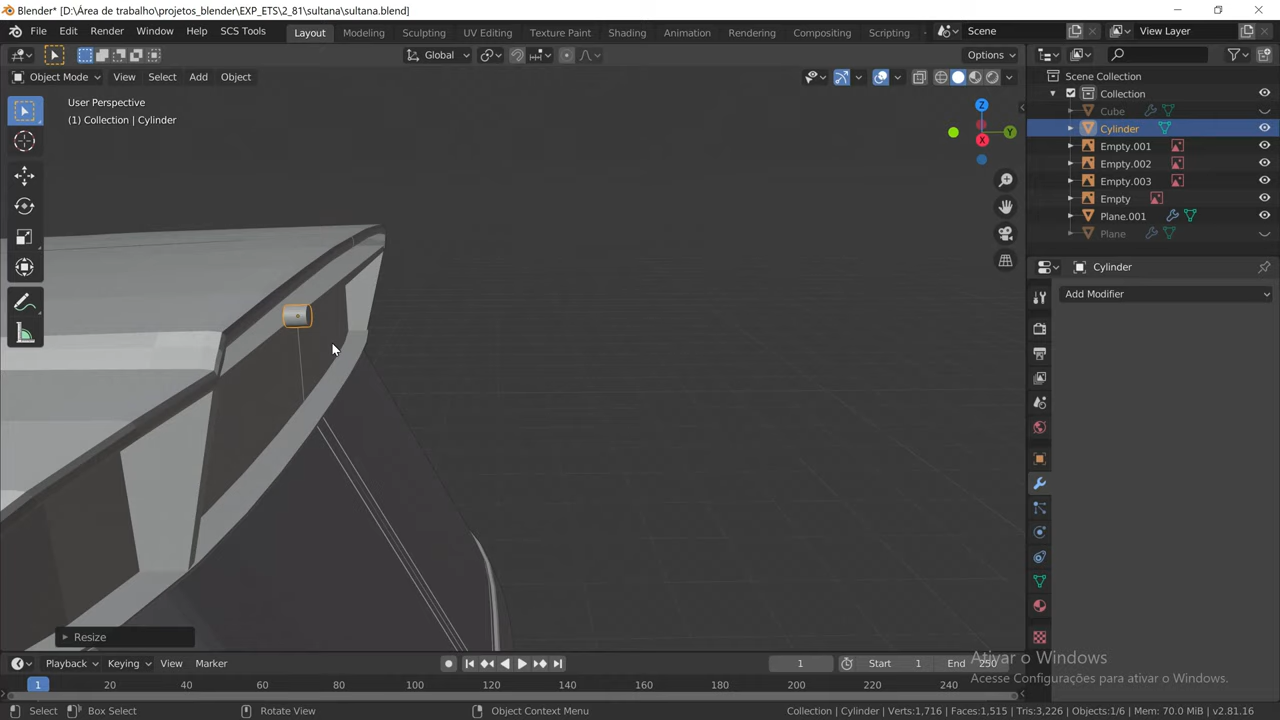 Blender* [D:\Área de trabalho\projetos_blender\EXP_ETS\2_81\sultana\sultana.blend]
File Edit Render Window Help SCS Tools Layout Modeling Sculpting UV Editing Texture Paint Shading Animation Rendering Compositing Scripting Scene View Layer
Global Options
Object Mode View Select Add Object
User Perspective
(1) Collection | Cylinder
Z
Y
X
Scene Collection
Collection
Cube
Cylinder
Empty.001
Empty.002
Empty.003
Empty
Plane.001
Plane
Cylinder
Add Modifier
Resize
Ativar o Windows
Acesse Configurações para ativar o Windows.
Playback Keying View Marker 1 Start 1 End 250
1 20 40 60 80 100 120 140 160 180 200 220 240
Select Box Select Rotate View Object Context Menu Collection | Cylinder | Verts:1,716 | Faces:1,515 | Tris:3,226 | Objects:1/6 | Mem: 70.0 MiB | v2.81.16